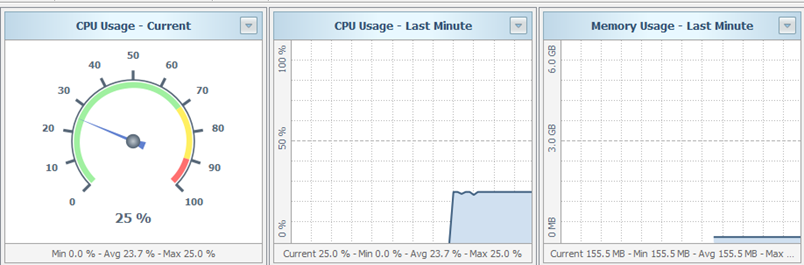 CPU Usage - Current
0
10
20
30
40
50
60
70
80
90
100
25 %
Min 0.0 % - Avg 23.7 % - Max 25.0 %
CPU Usage - Last Minute
100 %
50 %
0 %
Current 25.0 % - Min 0.0 % - Avg 23.7 % - Max 25.0 %
Memory Usage - Last Minute
6.0 GB
3.0 GB
0 MB
Current 155.5 MB - Min 155.5 MB - Avg 155.5 MB - Max ...